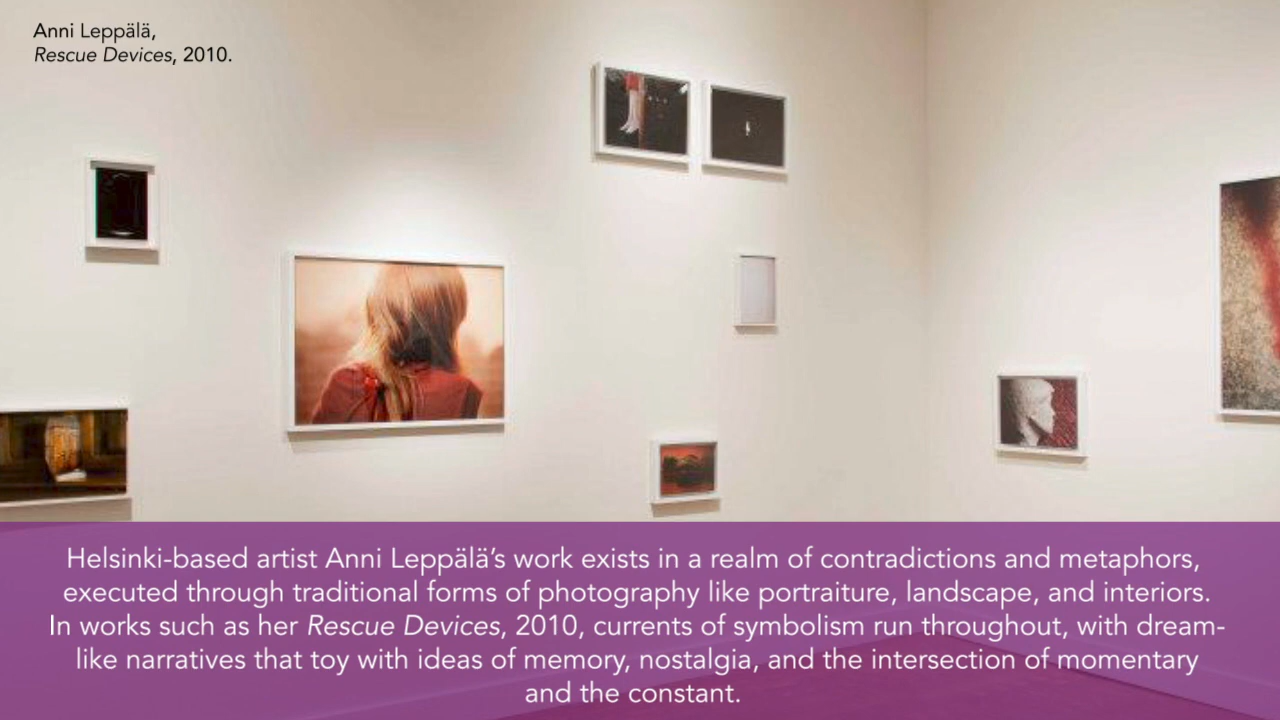 Anni Leppälä,
Rescue Devices, 2010.
Helsinki-based artist Anni Leppälä’s work exists in a realm of contradictions and metaphors,
executed through traditional forms of photography like portraiture, landscape, and interiors.
In works such as her Rescue Devices, 2010, currents of symbolism run throughout, with dream-
like narratives that toy with ideas of memory, nostalgia, and the intersection of momentary
and the constant.